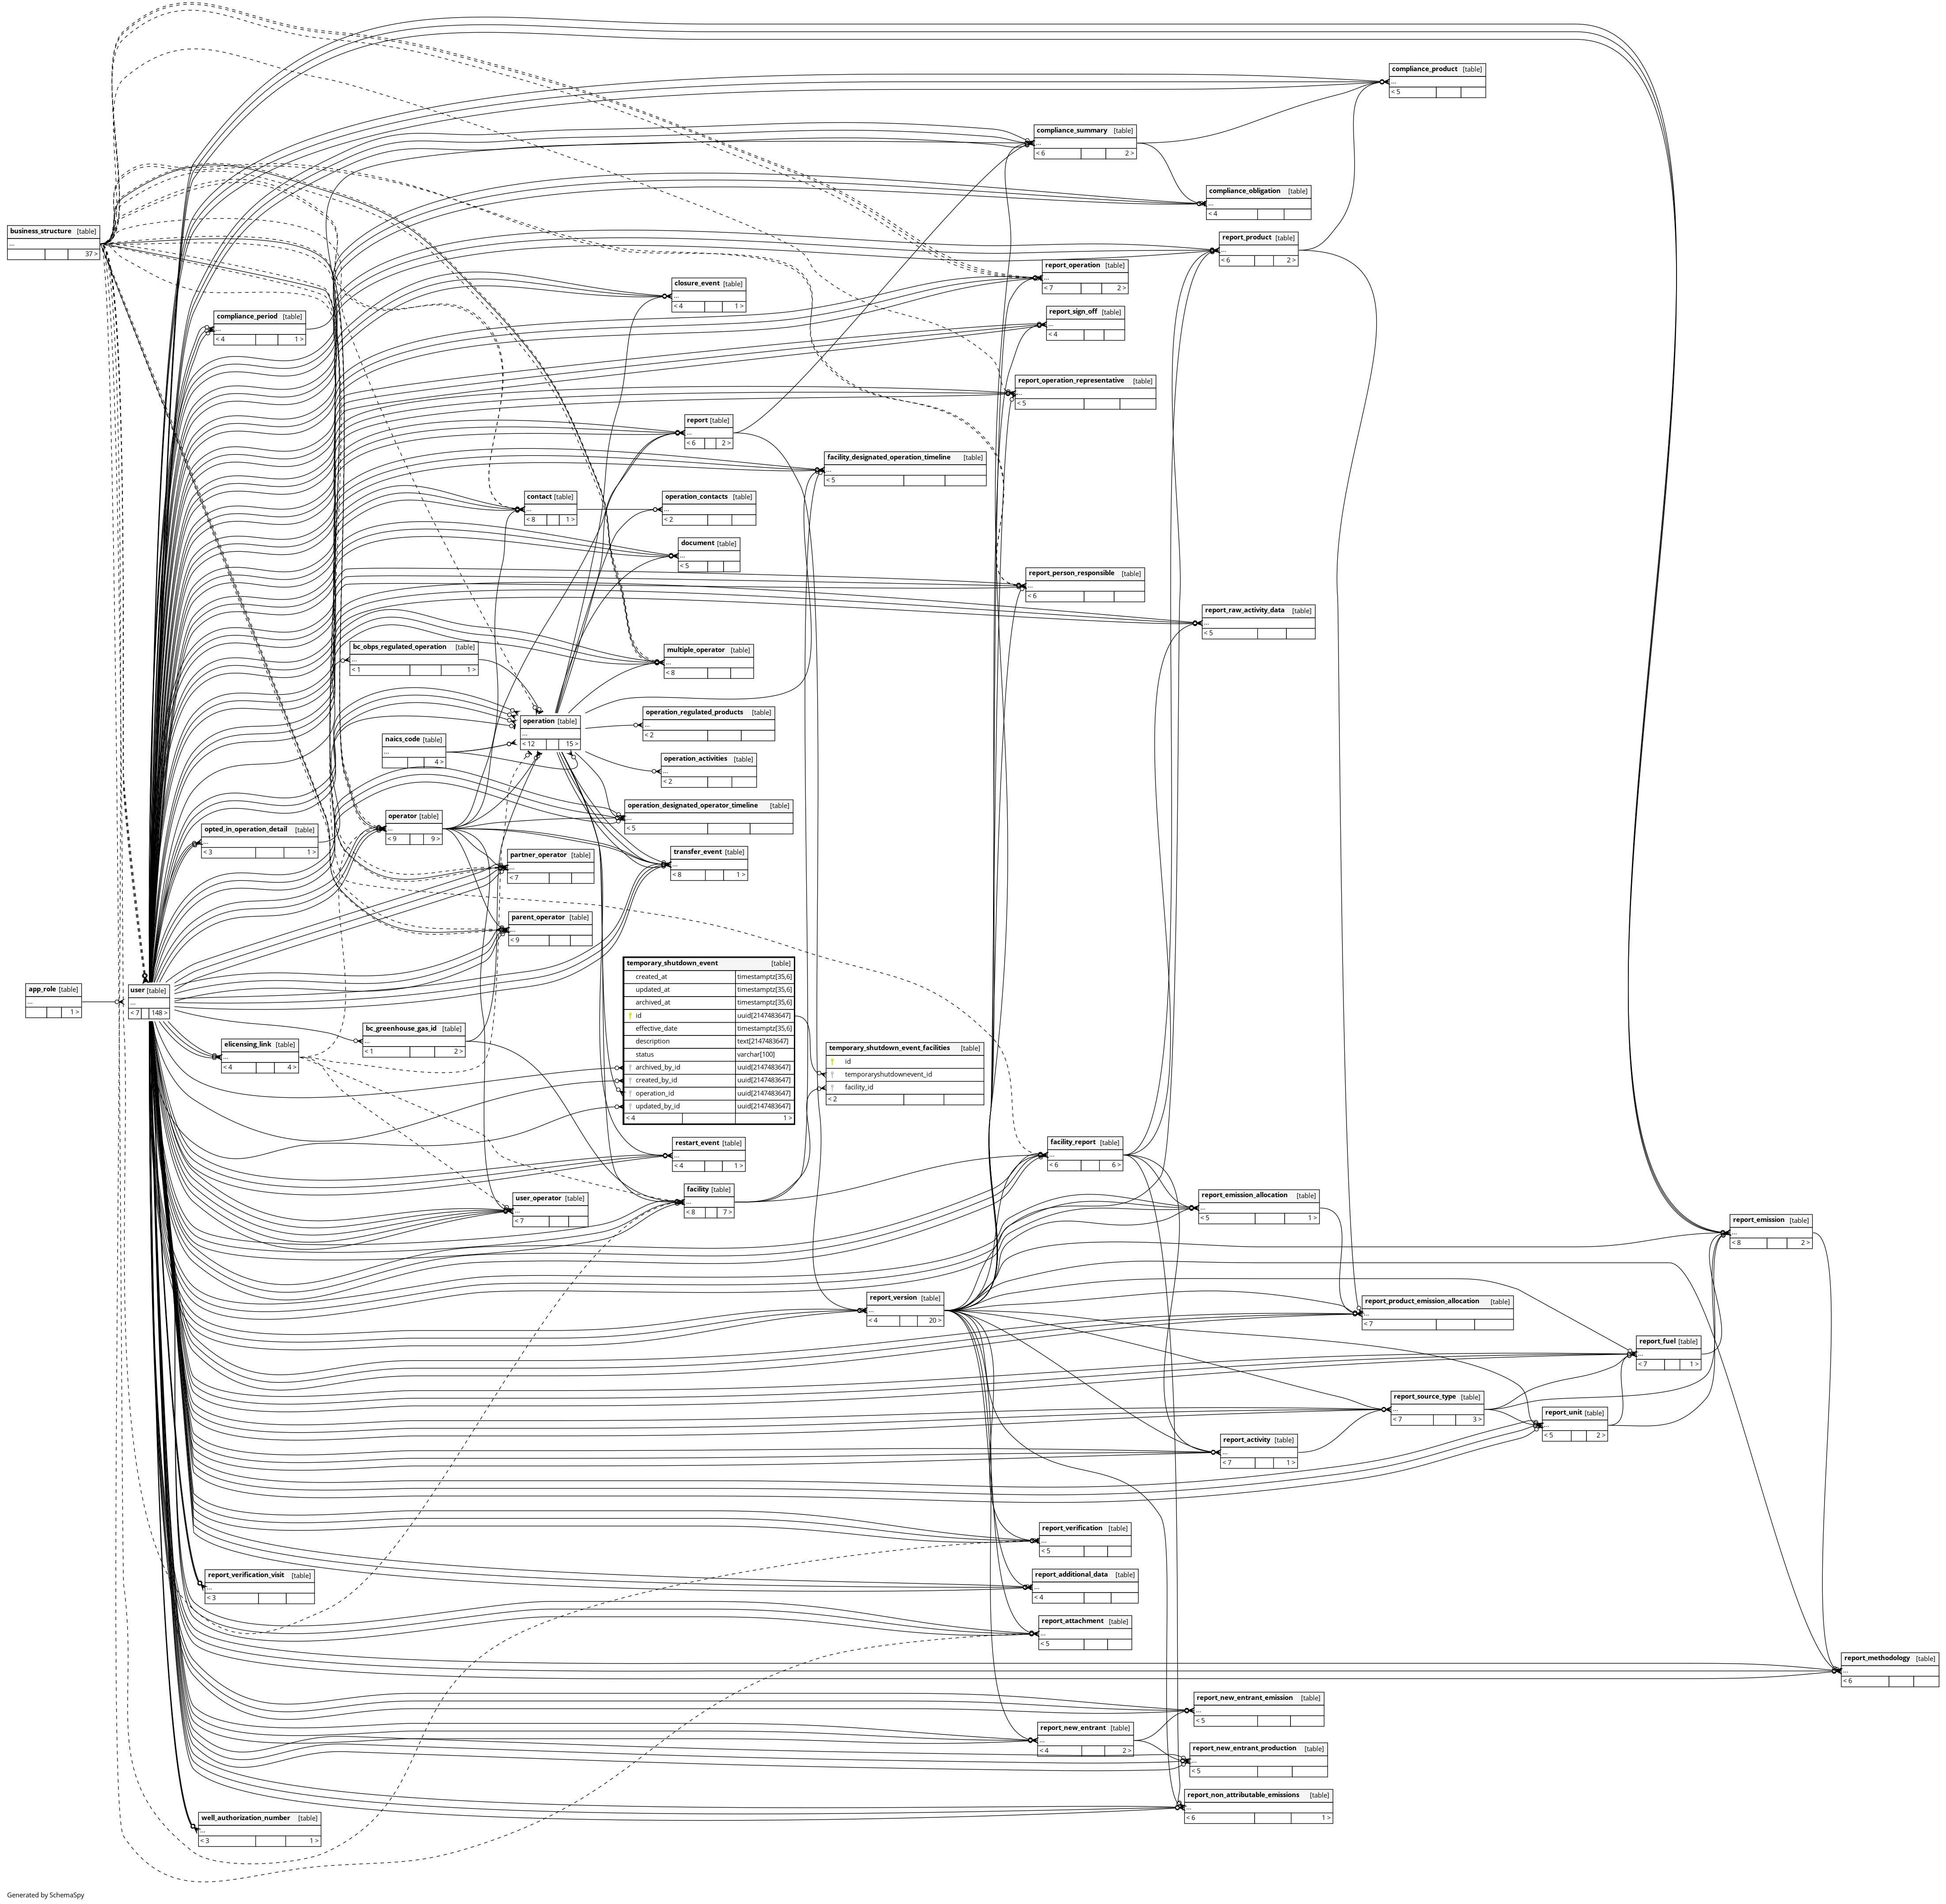 compliance_product [table]
...
< 5
compliance_summary [table]
...
< 6 2 >
compliance_obligation [table]
...
< 4
business_structure [table]
...
37 >
report_product [table]
...
< 6 2 >
report_operation [table]
...
< 7 2 >
closure_event [table]
...
< 4 1 >
report_sign_off [table]
...
< 4
compliance_period [table]
...
< 4 1 >
report_operation_representative [table]
...
< 5
report [table]
...
< 6 2 >
facility_designated_operation_timeline [table]
...
< 5
contact [table]
...
< 8 1 >
operation_contacts [table]
...
< 2
document [table]
...
< 5
report_person_responsible [table]
...
< 6
report_raw_activity_data [table]
...
< 5
bc_obps_regulated_operation [table]
...
< 1 1 >
multiple_operator [table]
...
< 8
operation [table]
...
< 12 15 >
operation_regulated_products [table]
...
< 2
naics_code [table]
...
4 >
operation_activities [table]
...
< 2
operation_designated_operator_timeline [table]
...
< 5
operator [table]
...
< 9 9 >
opted_in_operation_detail [table]
...
< 3 1 >
partner_operator [table]
...
< 7
transfer_event [table]
...
< 8 1 >
parent_operator [table]
...
< 9
temporary_shutdown_event [table]
created_at timestamptz[35,6]
updated_at timestamptz[35,6]
archived_at timestamptz[35,6]
id uuid[2147483647]
effective_date timestamptz[35,6]
description text[2147483647]
status varchar[100]
archived_by_id uuid[2147483647]
created_by_id uuid[2147483647]
operation_id uuid[2147483647]
updated_by_id uuid[2147483647]
< 4 1 >
app_role [table]
...
1 >
user [table]
...
< 7 148 >
bc_greenhouse_gas_id [table]
...
< 1 2 >
elicensing_link [table]
...
< 4 4 >
temporary_shutdown_event_facilities [table]
id
temporaryshutdownevent_id
facility_id
< 2
restart_event [table]
...
< 4 1 >
facility_report [table]
...
< 6 6 >
user_operator [table]
...
< 7
facility [table]
...
< 8 7 >
report_emission_allocation [table]
...
< 5 1 >
report_emission [table]
...
< 8 2 >
report_version [table]
...
< 4 20 >
report_product_emission_allocation [table]
...
< 7
report_fuel [table]
...
< 7 1 >
report_source_type [table]
...
< 7 3 >
report_unit [table]
...
< 5 2 >
report_activity [table]
...
< 7 1 >
report_verification [table]
...
< 5
report_verification_visit [table]
...
< 3
report_additional_data [table]
...
< 4
report_attachment [table]
...
< 5
report_methodology [table]
...
< 6
report_new_entrant_emission [table]
...
< 5
report_new_entrant [table]
...
< 4 2 >
report_new_entrant_production [table]
...
< 5
report_non_attributable_emissions [table]
...
< 6 1 >
well_authorization_number [table]
...
< 3 1 >
Generated by SchemaSpy